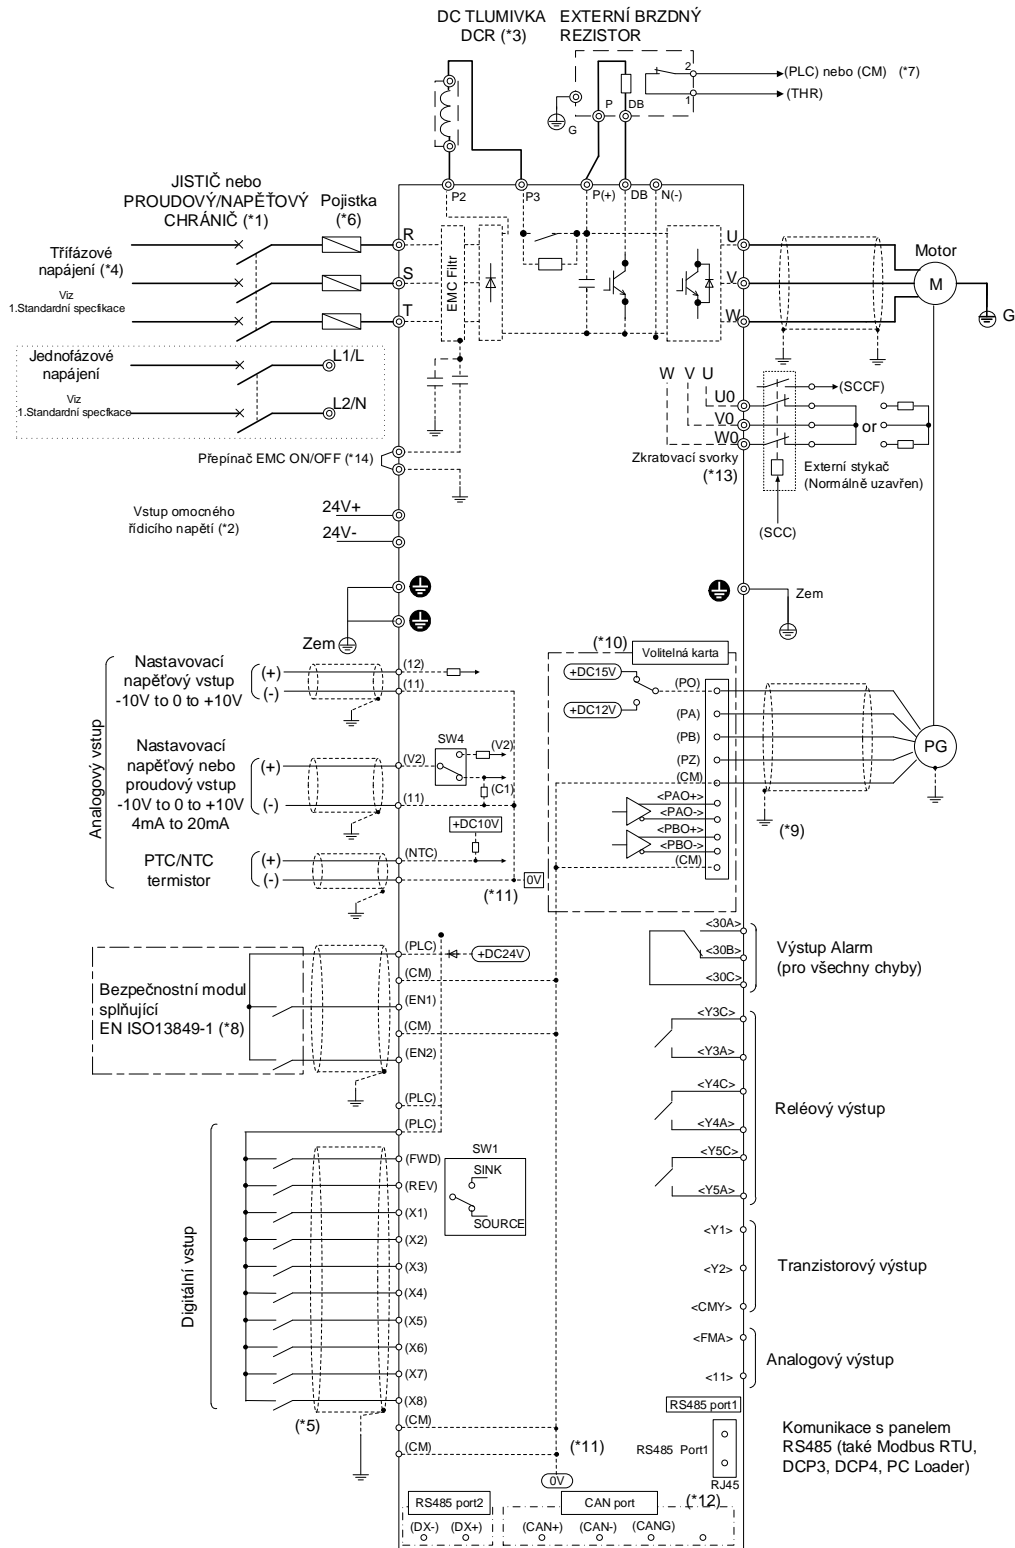 DC TLUMIVKA
DCR (*3)
EXTERNÍ BRZDNÝ
REZISTOR
2
(PLC) nebo (CM) (*7)
1
(THR)
P
DB
G
JISTIČ nebo
PROUDOVÝ/NAPĚŤOVÝ
CHRÁNIČ (*1)
Pojistka
(*6)
P2
P3
P(+)
DB
N(-)
Třífázové
napájení (*4)
Viz
1.Standardní specifikace
R
S
T
EMC Filtr
U
V
W
Motor
M
G
Jednofázové
napájení
Viz
1.Standardní specfikace
L1/L
L2/N
W V U
U0
V0
W0
(SCCF)
or
Zkratovací svorky
(*13)
Externí stykač
(Normálně uzavřen)
(SCC)
Přepínač EMC ON/OFF (*14)
Vstup omocného
řídicího napětí (*2)
24V+
24V-
Zem
Zem
Analogový vstup
Nastavovací
napěťový vstup
-10V to 0 to +10V
(+)
(-)
(12)
(11)
Nastavovací
napěťový nebo
proudový vstup
-10V to 0 to +10V
4mA to 20mA
(+)
(-)
(V2)
(11)
SW4
(V2)
(C1)
+DC10V
PTC/NTC
termistor
(+)
(-)
(NTC)
(*11)
0V
(*10)
Volitelná karta
+DC15V
+DC12V
(PO)
(PA)
(PB)
(PZ)
(CM)
<PAO+>
<PAO->
<PBO+>
<PBO->
(CM)
PG
(*9)
Bezpečnostní modul
splňující
EN ISO13849-1 (*8)
(PLC)
+DC24V
(CM)
(EN1)
(CM)
(EN2)
(PLC)
(PLC)
<30A>
<30B>
<30C>
Výstup Alarm
(pro všechny chyby)
<Y3C>
<Y3A>
<Y4C>
<Y4A>
<Y5C>
<Y5A>
Reléový výstup
Digitální vstup
(FWD)
(REV)
(X1)
(X2)
(X3)
(X4)
(X5)
(X6)
(X7)
(X8)
(CM)
(CM)
(*5)
SW1
SINK
SOURCE
<Y1>
<Y2>
<CMY>
Tranzistorový výstup
<FMA>
<11>
Analogový výstup
RS485 port1
RS485 Port1
RJ45
Komunikace s panelem
RS485 (také Modbus RTU,
DCP3, DCP4, PC Loader)
(*11)
0V
(*12)
RS485 port2
(DX-) (DX+)
CAN port
(CAN+) (CAN-) (CANG)